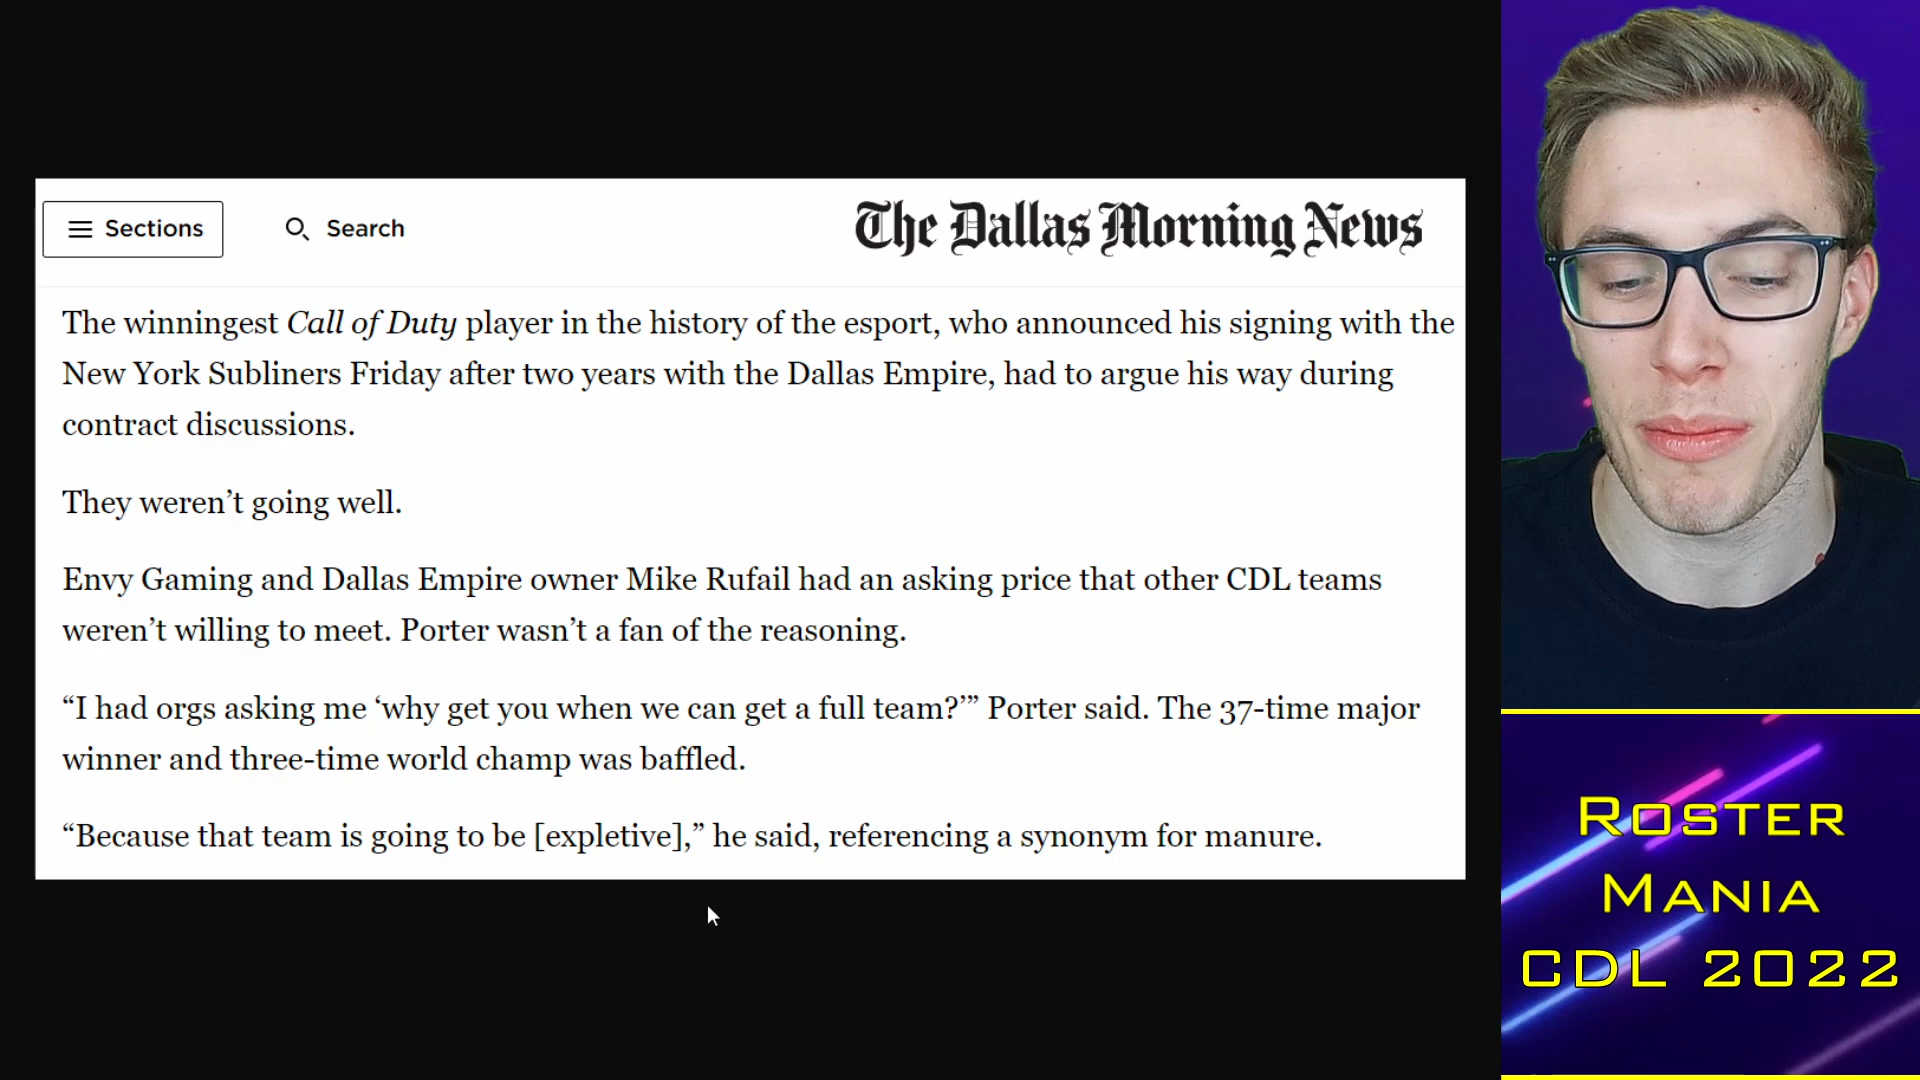 Sections
Search
The Dallas Morning News
The winningest Call of Duty player in the history of the esport, who announced his signing with the
New York Subliners Friday after two years with the Dallas Empire, had to argue his way during
contract discussions.
They weren’t going well.
Envy Gaming and Dallas Empire owner Mike Rufail had an asking price that other CDL teams
weren’t willing to meet. Porter wasn’t a fan of the reasoning.
“I had orgs asking me ‘why get you when we can get a full team?’” Porter said. The 37-time major
winner and three-time world champ was baffled.
“Because that team is going to be [expletive],” he said, referencing a synonym for manure.
ROSTER
MANIA
CDL 2022